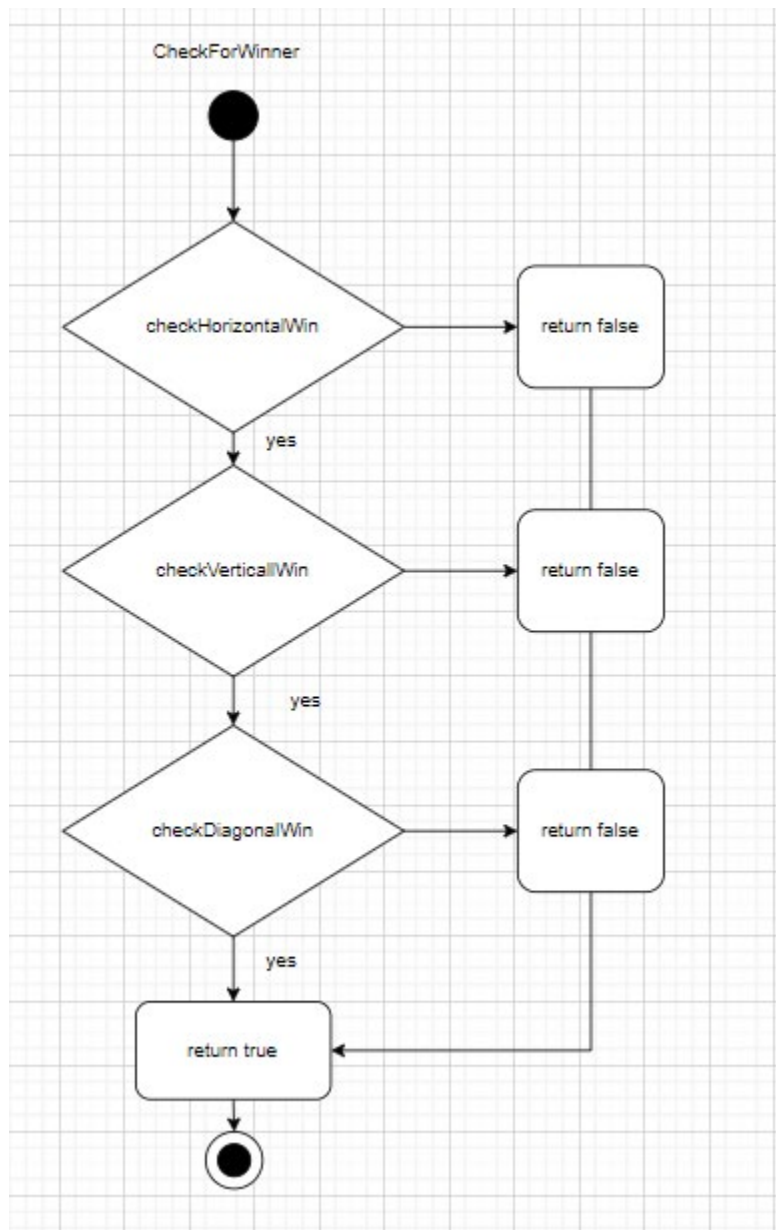 CheckForWinner
checkHorizontalWin
return false
yes
checkVerticallWin
return false
yes
checkDiagonalWin
return false
yes
return true